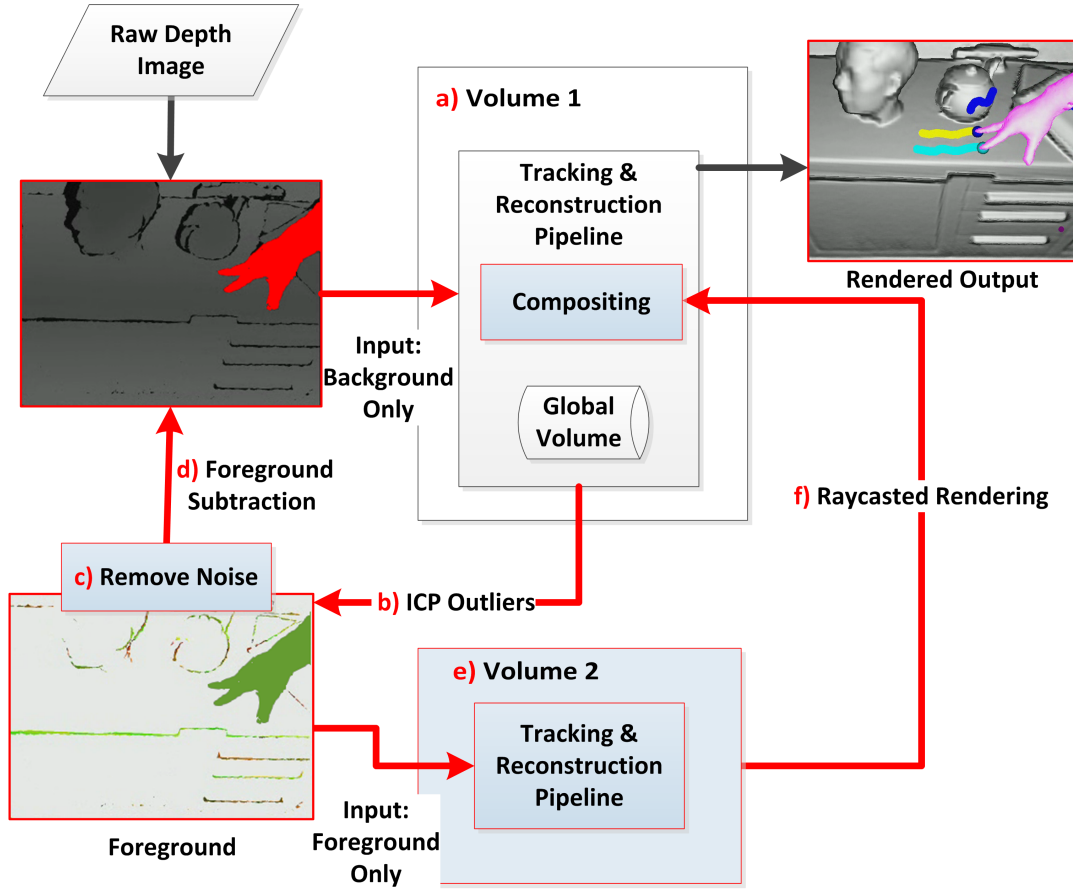 Raw Depth
Image
a) Volume 1
Tracking &
Reconstruction
Pipeline
Compositing
Global
Volume
Rendered Output
Input:
Background
Only
d) Foreground
Subtraction
c) Remove Noise
b) ICP Outliers
f) Raycasted Rendering
e) Volume 2
Tracking &
Reconstruction
Pipeline
Input:
Foreground
Only
Foreground